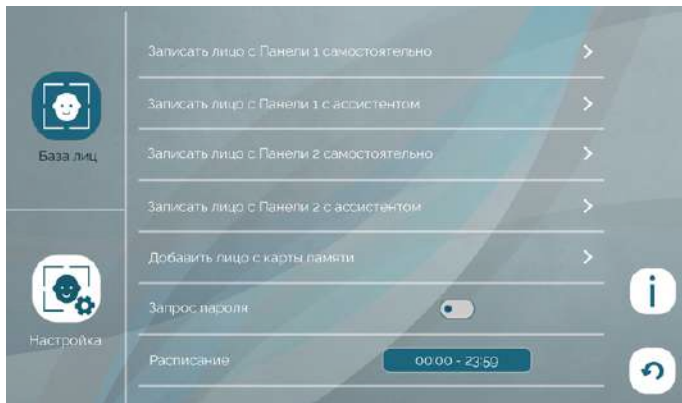 Записать лицо с Панели 1 самостоятельно
Записать лицо с Панели 1 с ассистентом
База лиц
Записать лицо с Панели 2 самостоятельно
Записать лицо с Панели 2 с ассистентом
Добавить лицо с карты памяти
Запрос пароля
Настройка
Расписание 00:00 - 23:59
i